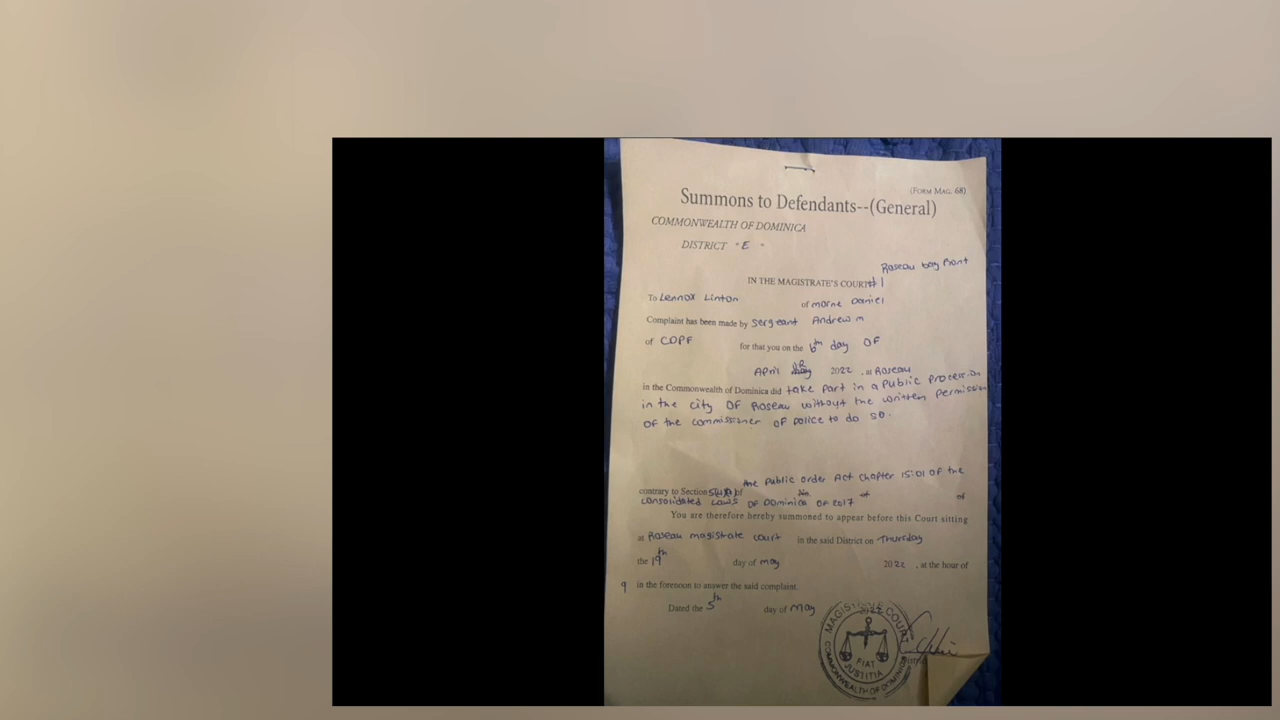 (FORM MAG. 68)
Summons to Defendants--(General)
COMMONWEALTH OF DOMINICA
DISTRICT "E"
Roseau bay front
IN THE MAGISTRATE'S COURT #1
To Lennox Linton of morne Daniel
Complaint has been made by sergeant Andrew m
of CDPF for that you on the 6th day OF
April may 2022 . at Roseau
in the Commonwealth of Dominica did take part in a Public Procession
in the city OF Roseau without the written permission
OF the commissioner OF police to do so.
the Public order Act chapter 15:01 OF the
contrary to Section of No. of of
consolidated Laws OF Dominica OF 2017
You are therefore hereby summoned to appear before this Court sitting
at Roseau magistrate court in the said District on Thursday
the 19th day of may 2022 . at the hour of
9 in the forenoon to answer the said complaint.
Dated the 5th day of may 2022
MAGISTRATE COURT
FIAT JUSTITIA
COMMONWEALTH OF DOMINICA